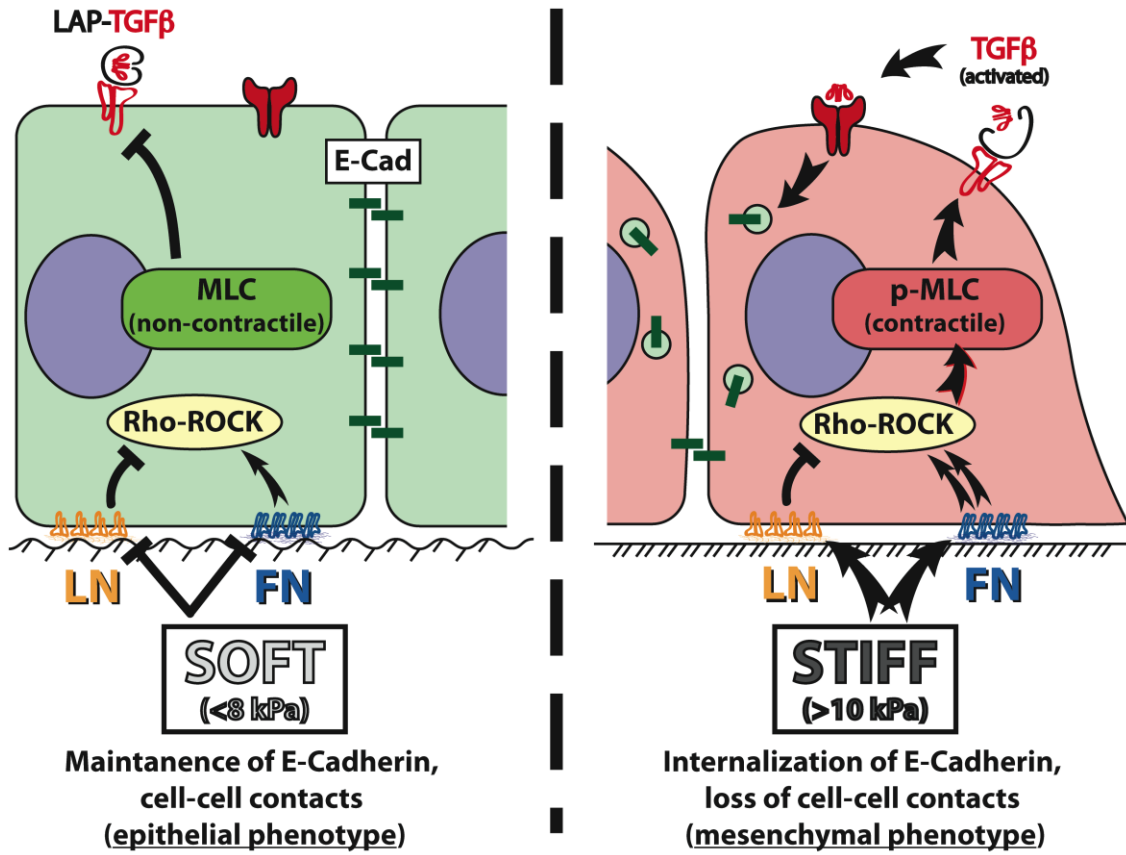 LAP-TGFβ
E-Cad
MLC
(non-contractile)
Rho-ROCK
LN
FN
SOFT
(<8 kPa)
Maintanence of E-Cadherin,
cell-cell contacts
(epithelial phenotype)
TGFβ
(activated)
p-MLC
(contractile)
Rho-ROCK
LN
FN
STIFF
(>10 kPa)
Internalization of E-Cadherin,
loss of cell-cell contacts
(mesenchymal phenotype)